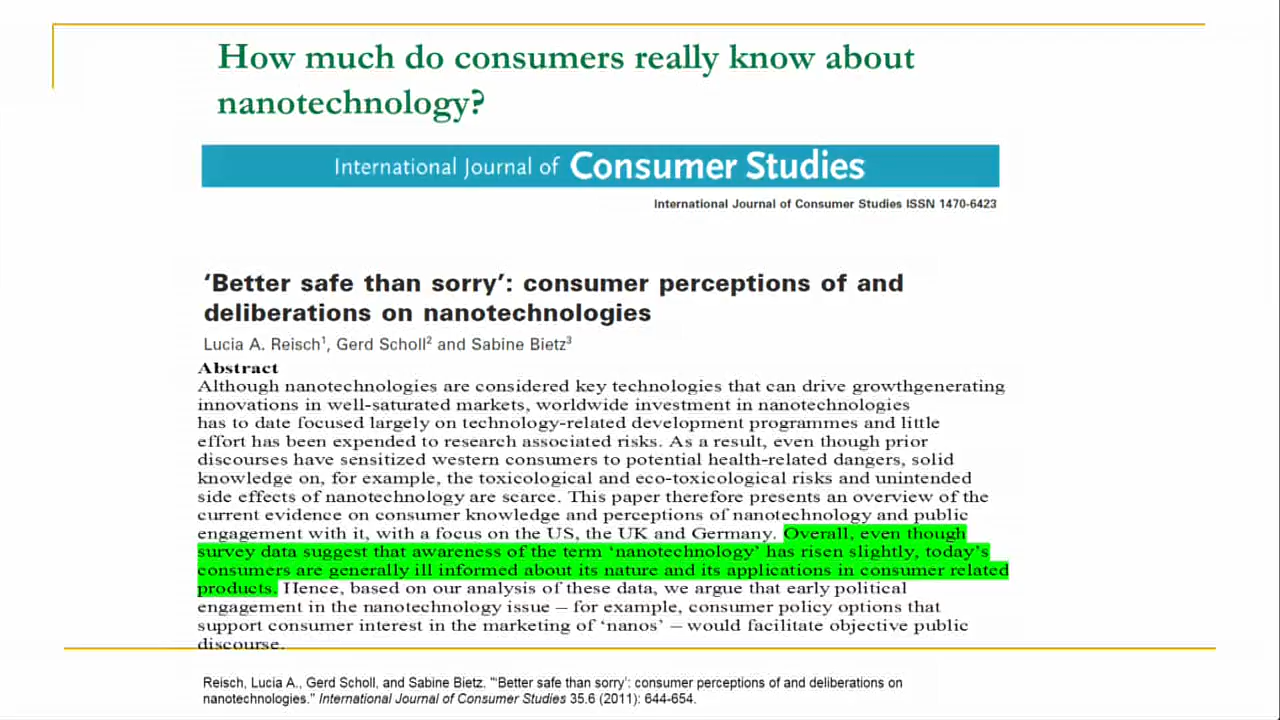 How much do consumers really know about
nanotechnology?
International Journal of Consumer Studies
International Journal of Consumer Studies ISSN 1470-6423
‘Better safe than sorry’: consumer perceptions of and
deliberations on nanotechnologies
Lucia A. Reisch¹, Gerd Scholl² and Sabine Bietz³
Abstract
Although nanotechnologies are considered key technologies that can drive growthgenerating
innovations in well-saturated markets, worldwide investment in nanotechnologies
has to date focused largely on technology-related development programmes and little
effort has been expended to research associated risks. As a result, even though prior
discourses have sensitized western consumers to potential health-related dangers, solid
knowledge on, for example, the toxicological and eco-toxicological risks and unintended
side effects of nanotechnology are scarce. This paper therefore presents an overview of the
current evidence on consumer knowledge and perceptions of nanotechnology and public
engagement with it, with a focus on the US, the UK and Germany. Overall, even though
survey data suggest that awareness of the term ‘nanotechnology’ has risen slightly, today’s
consumers are generally ill informed about its nature and its applications in consumer related
products. Hence, based on our analysis of these data, we argue that early political
engagement in the nanotechnology issue – for example, consumer policy options that
support consumer interest in the marketing of ‘nanos’ – would facilitate objective public
discourse.
Reisch, Lucia A., Gerd Scholl, and Sabine Bietz. "‘Better safe than sorry’: consumer perceptions of and deliberations on
nanotechnologies." International Journal of Consumer Studies 35.6 (2011): 644-654.